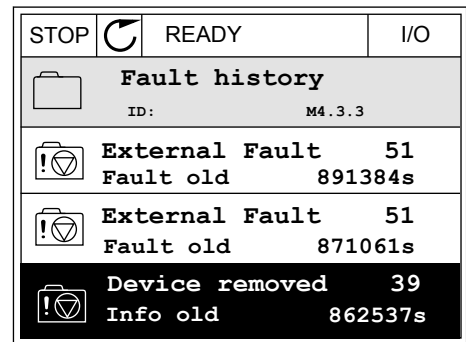 STOP READY I/O
Fault history
ID: M4.3.3
External Fault 51
Fault old 891384s
External Fault 51
Fault old 871061s
Device removed 39
Info old 862537s